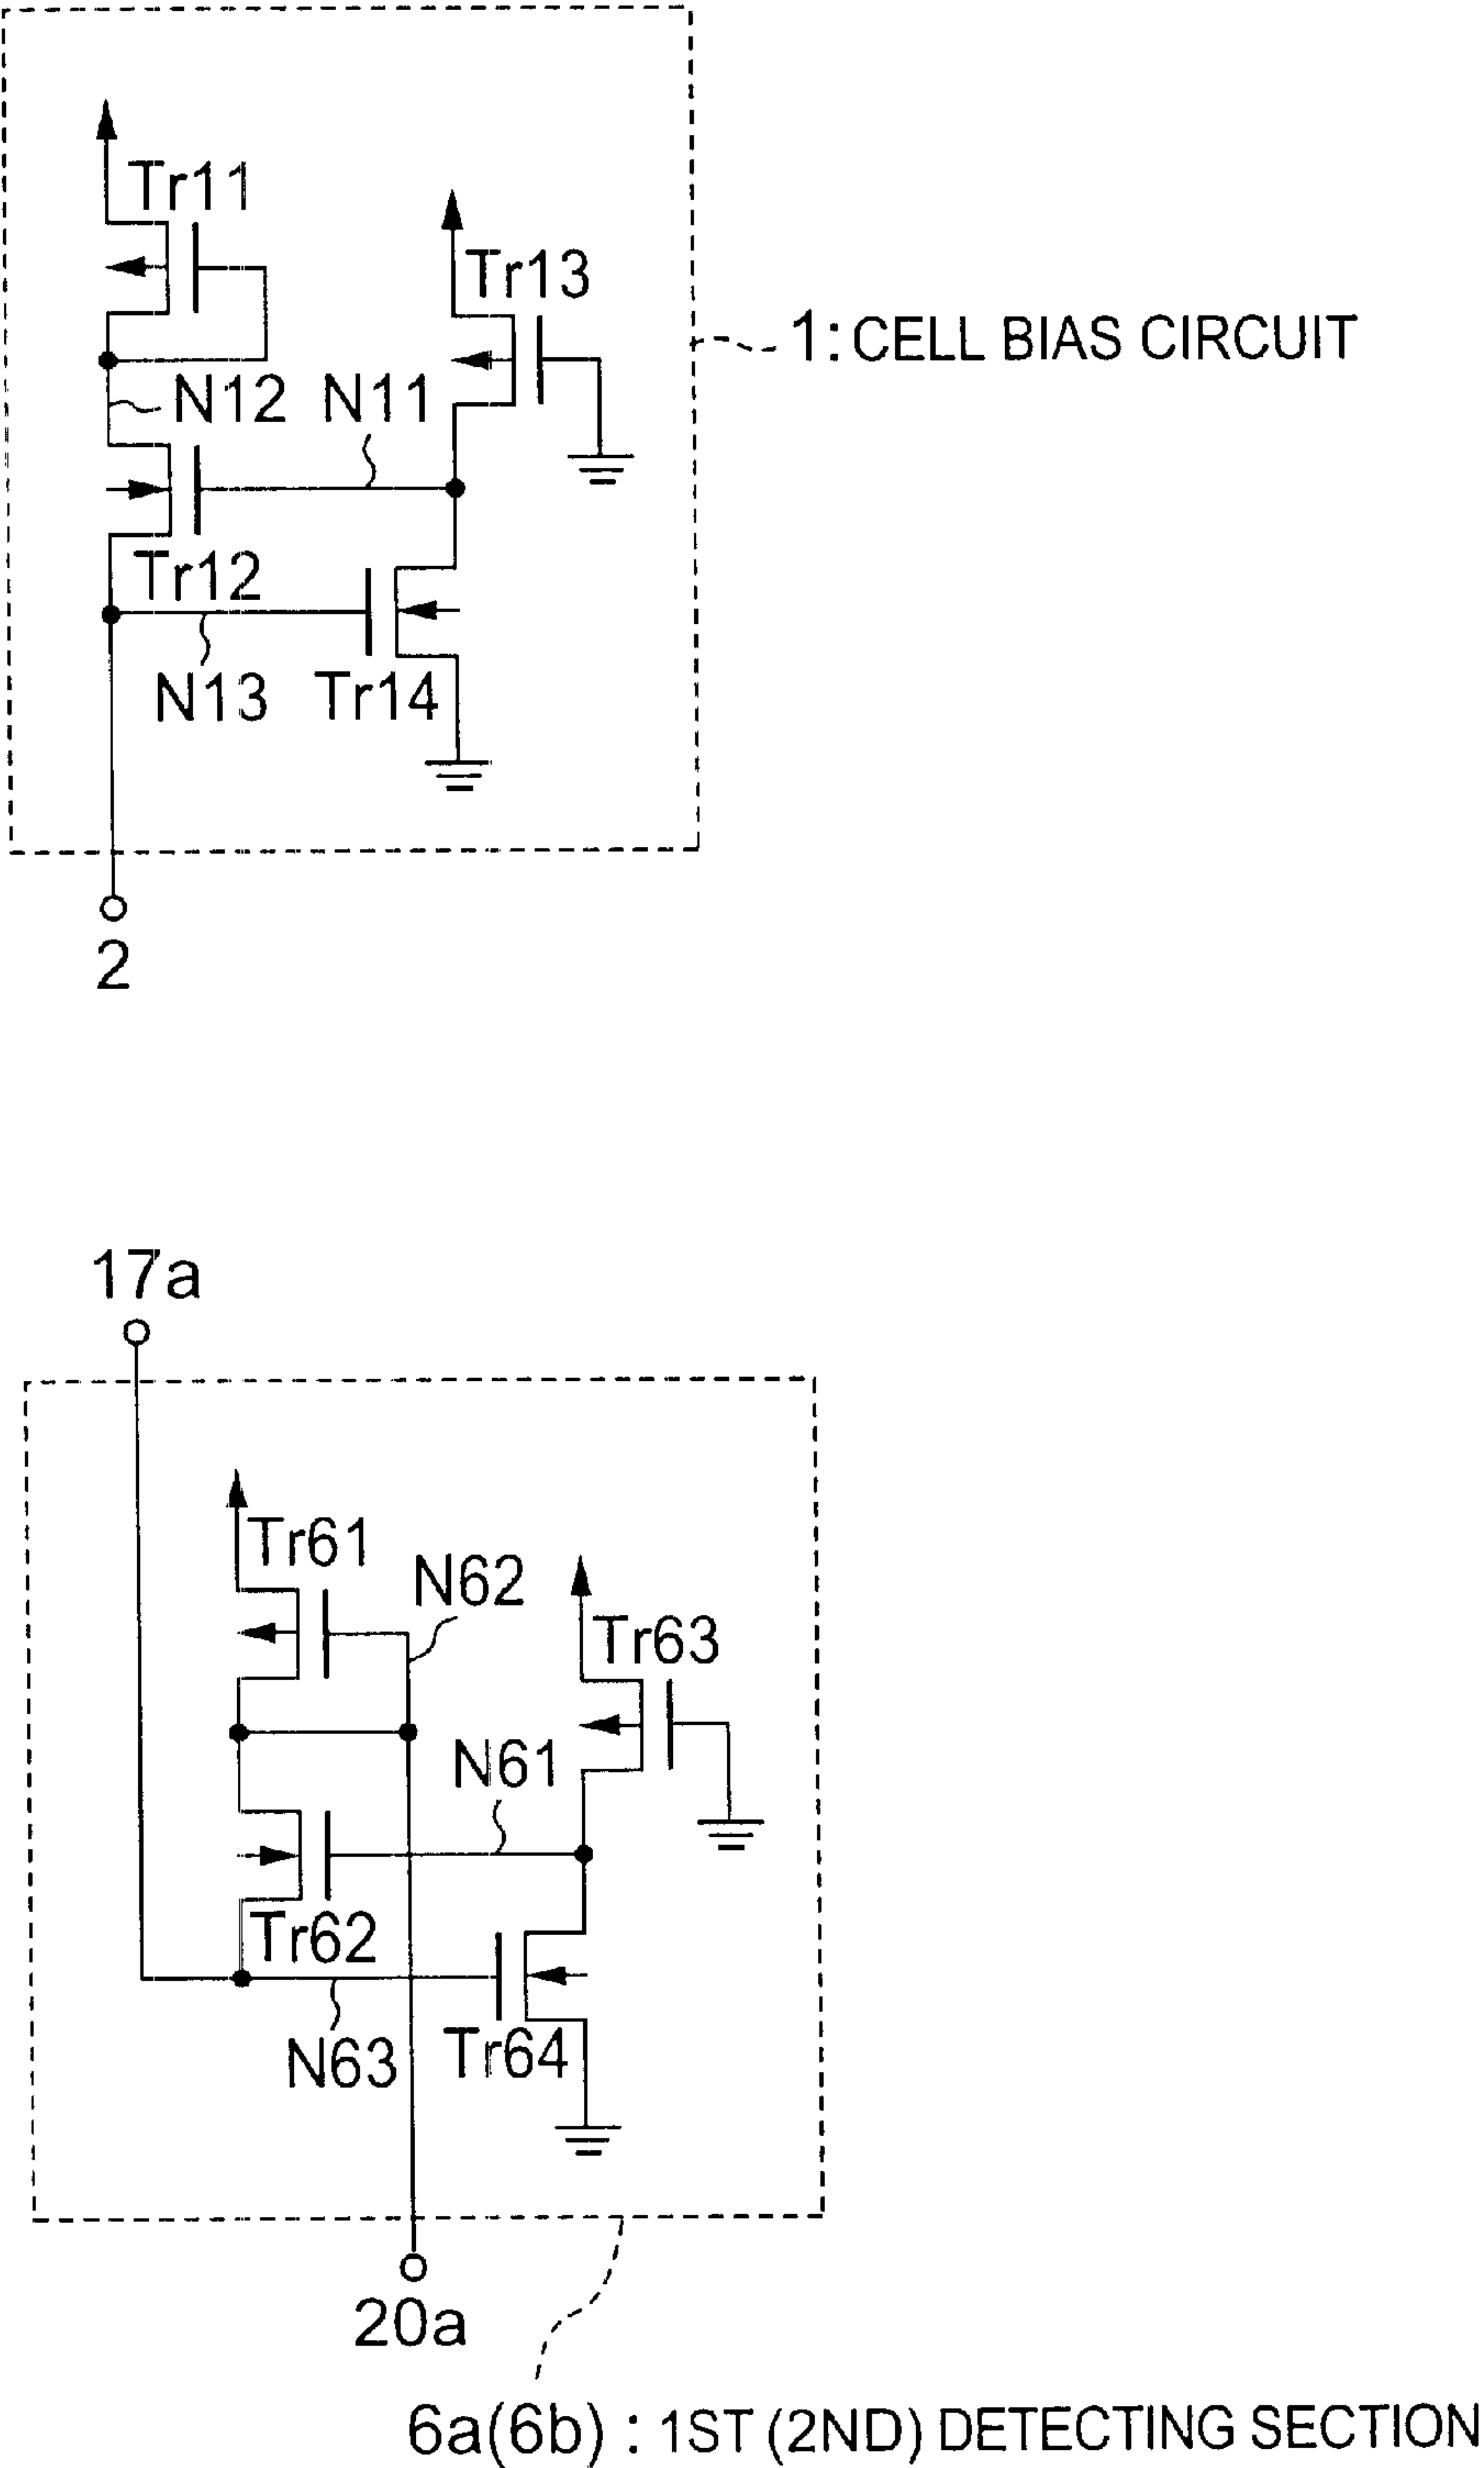 Tr11
Tr13
1: CELL BIAS CIRCUIT
N12
N11
Tr12
N13
Tr14
2
17a
Tr61
N62
Tr63
N61
Tr62
N63
Tr64
20a
6a(6b) : 1ST (2ND) DETECTING SECTION